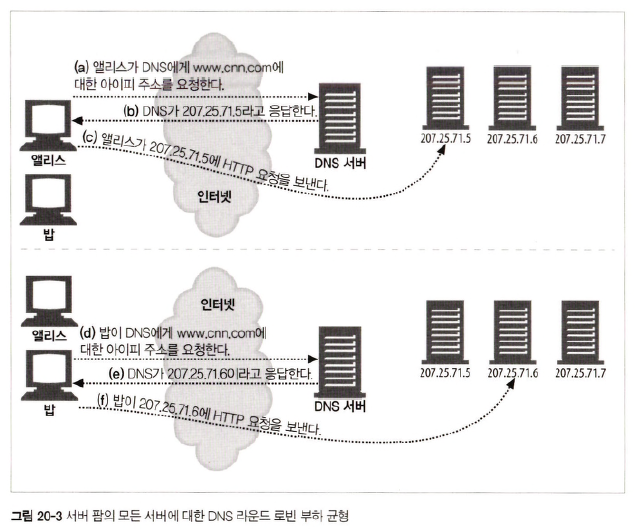 (a) 앨리스가 DNS에게 www.cnn.com에
대한 아이피 주소를 요청한다.
(b) DNS가 207.25.71.5라고 응답한다.
(c) 앨리스가 207.25.71.5에 HTTP 요청을 보낸다.
앨리스
밥
인터넷
DNS 서버
207.25.71.5
207.25.71.6
207.25.71.7
인터넷
(d) 밥이 DNS에게 www.cnn.com에
대한 아이피 주소를 요청한다.
(e) DNS가 207.25.71.6이라고 응답한다.
(f) 밥이 207.25.71.6에 HTTP 요청을 보낸다.
앨리스
밥
DNS 서버
207.25.71.5
207.25.71.6
207.25.71.7
그림 20-3 서버 팜의 모든 서버에 대한 DNS 라운드 로빈 부하 균형